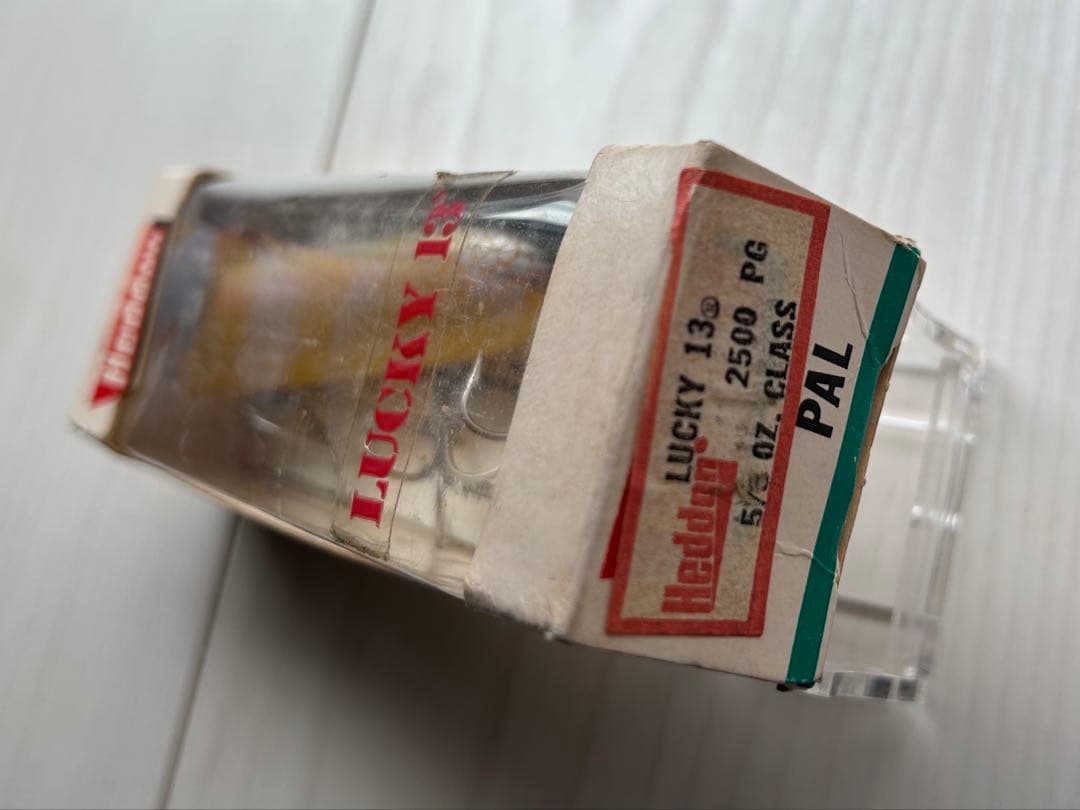 Heddon
LUCKY 13
LUCKY 13®
Heddon 2500 PG
5/8 OZ. CLASS
PAL